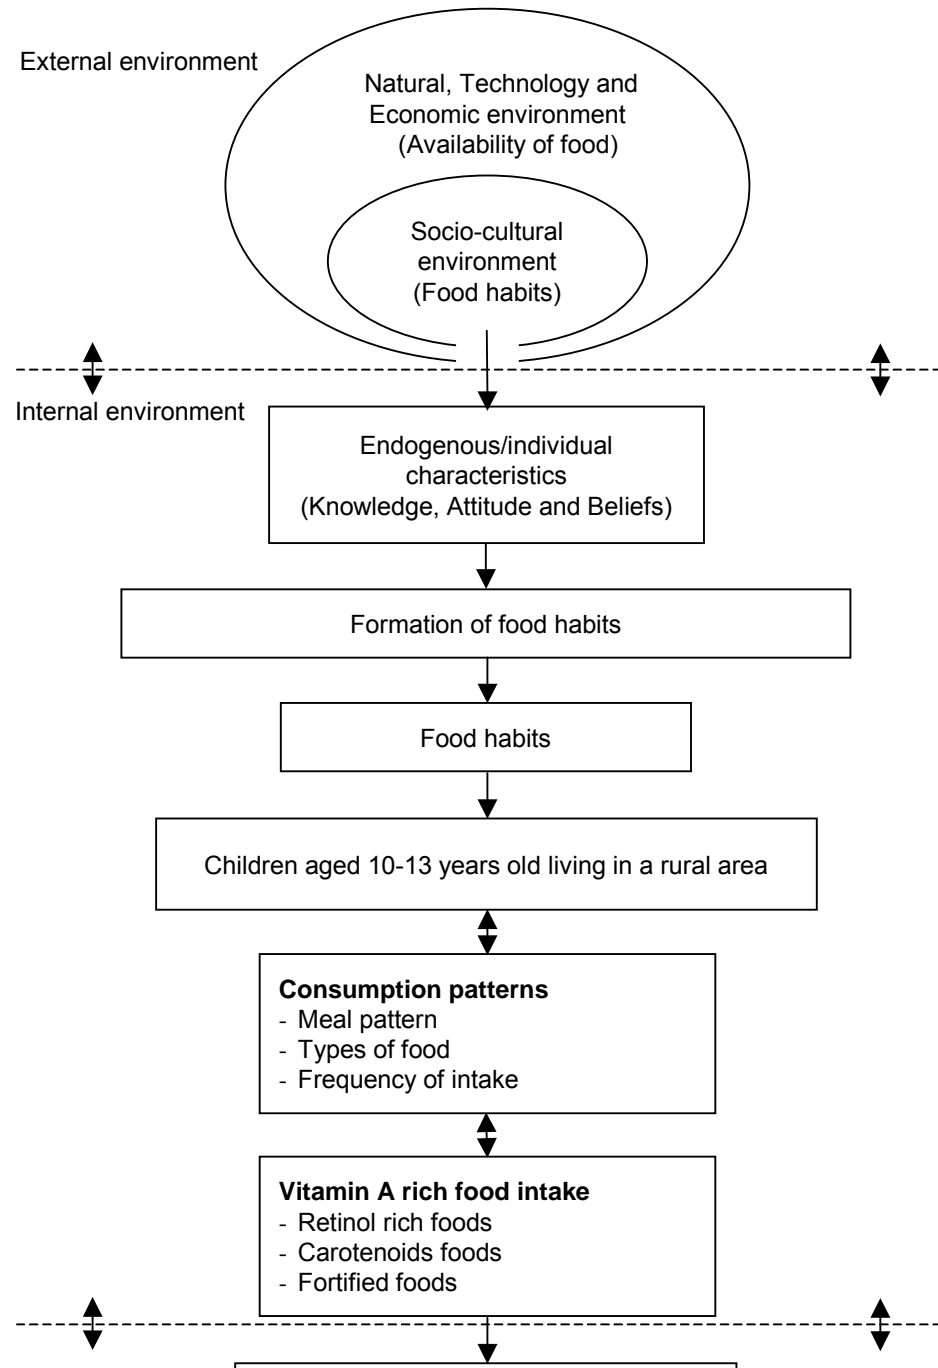 External environment
Natural, Technology and
Economic environment
(Availability of food)
Socio-cultural
environment
(Food habits)
Internal environment
Endogenous/individual
characteristics
(Knowledge, Attitude and Beliefs)
Formation of food habits
Food habits
Children aged 10-13 years old living in a rural area
Consumption patterns
- Meal pattern
- Types of food
- Frequency of intake
Vitamin A rich food intake
- Retinol rich foods
- Carotenoids foods
- Fortified foods